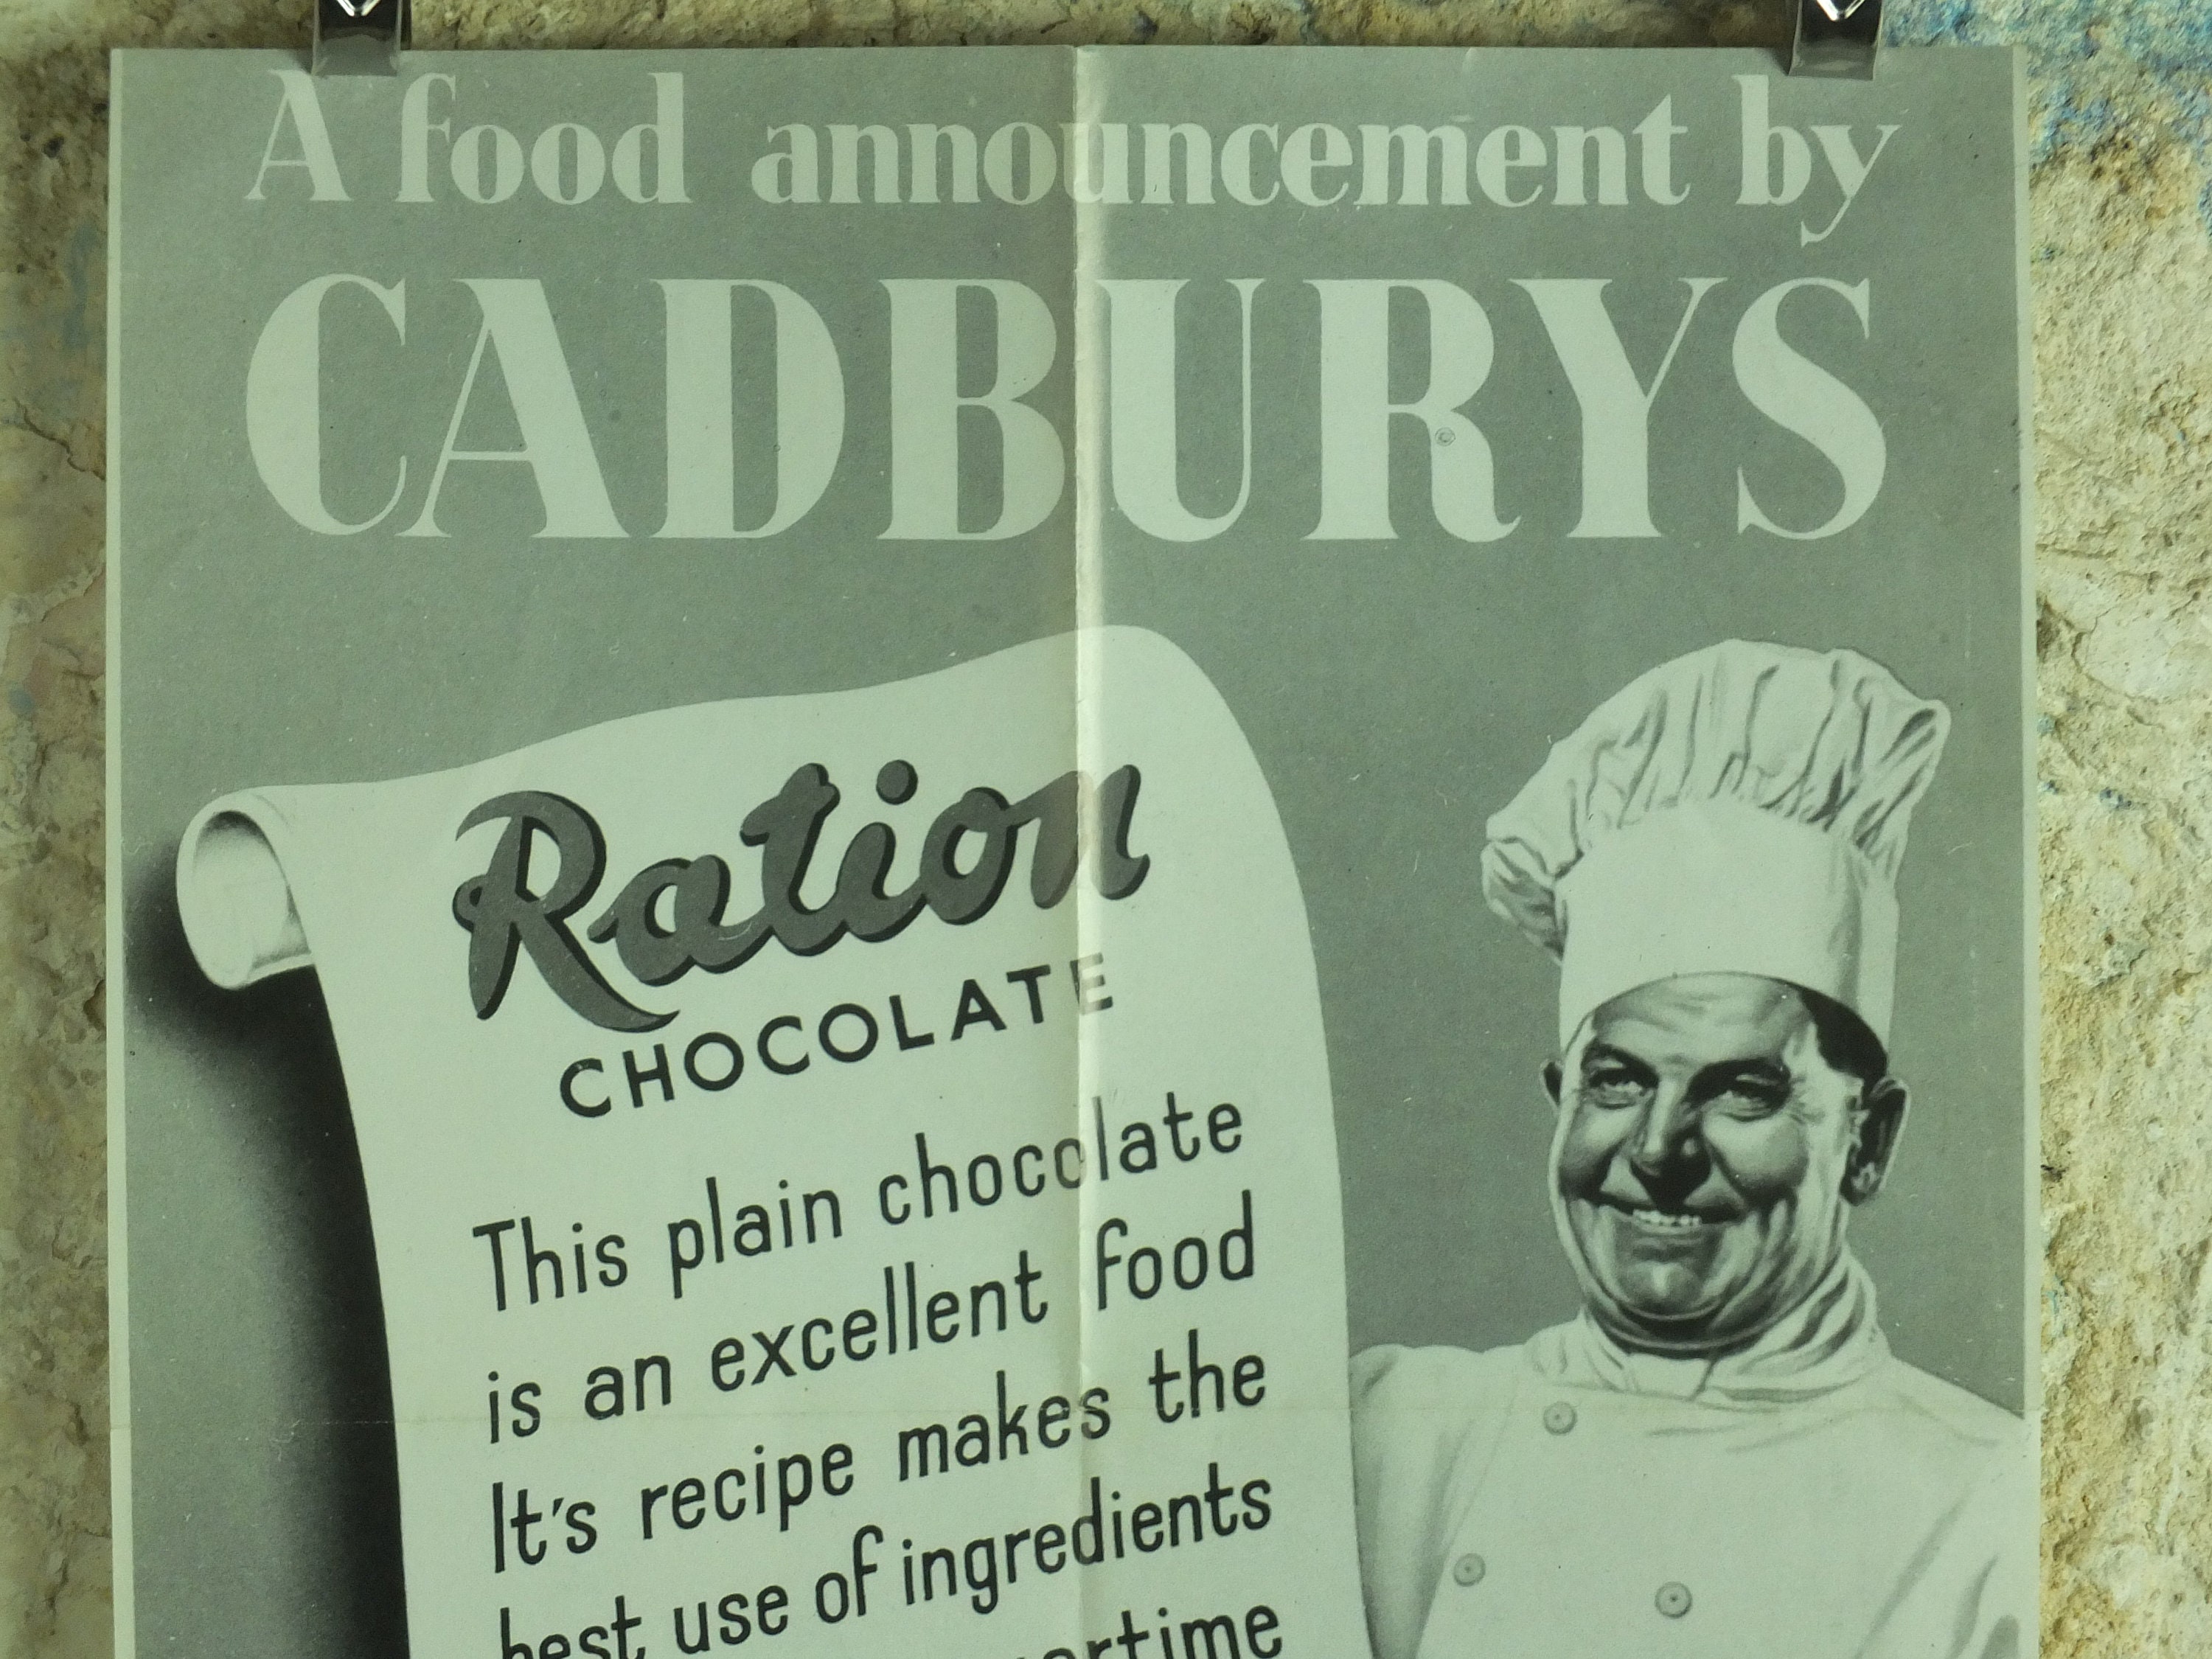 A food announcement by
CADBURYS
Ration
CHOCOLATE
This plain chocolate
is an excellent food
It's recipe makes the
best use of ingredients